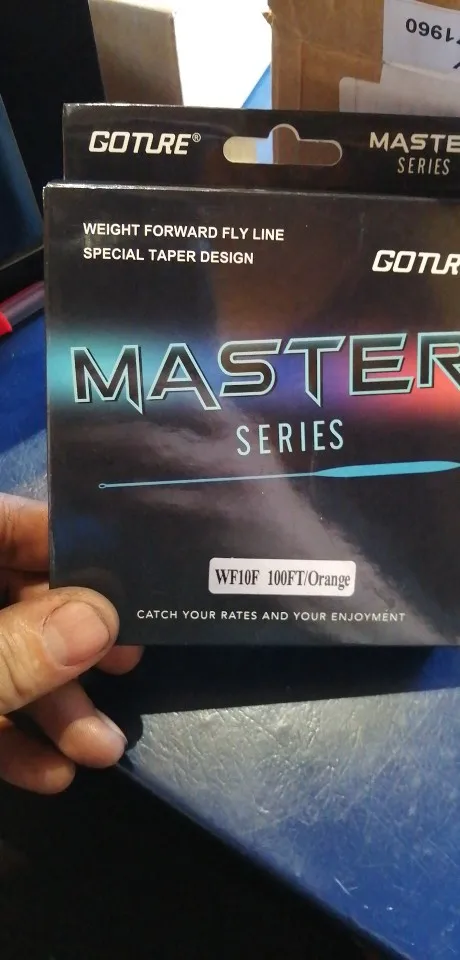 1960
GOTURE®
MASTE
SERIES
WEIGHT FORWARD FLY LINE
SPECIAL TAPER DESIGN
GOTUR
MASTER
SERIES
WF10F 100FT/Orange
CATCH YOUR RATES AND YOUR ENJOYMENT